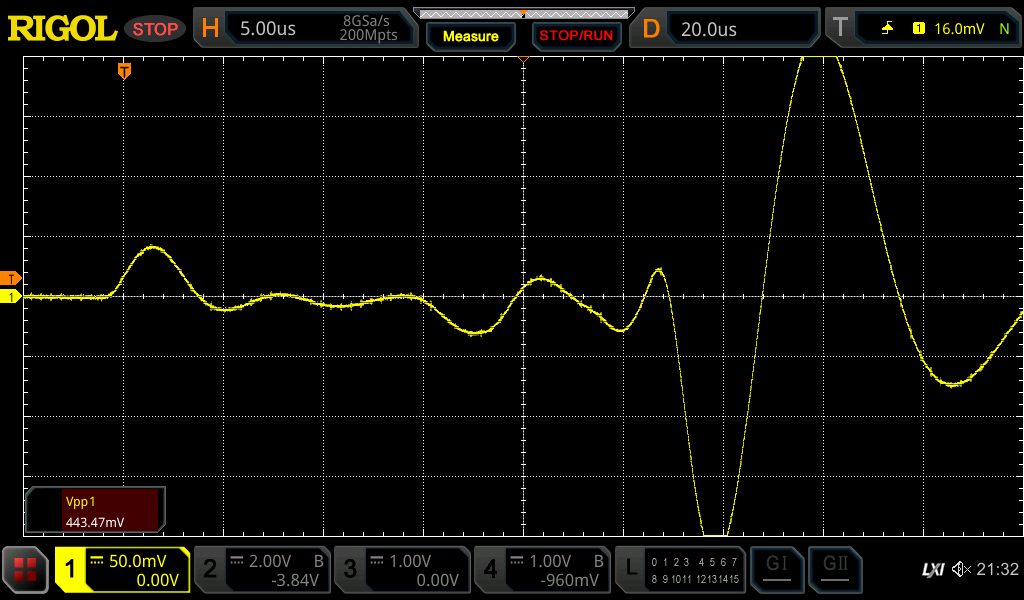 RIGOL STOP H 5.00us 8GSa/s 200Mpts Measure STOP/RUN D 20.0us T 1 16.0mV N
T
T
1
Vpp1
443.47mV
1 50.0mV 0.00V 2 2.00V B -3.84V 3 1.00V 0.00V 4 1.00V B -960mV L 0 1 2 3 4 5 6 7 8 9 10 11 12 13 14 15 GI GII LXI 21:32